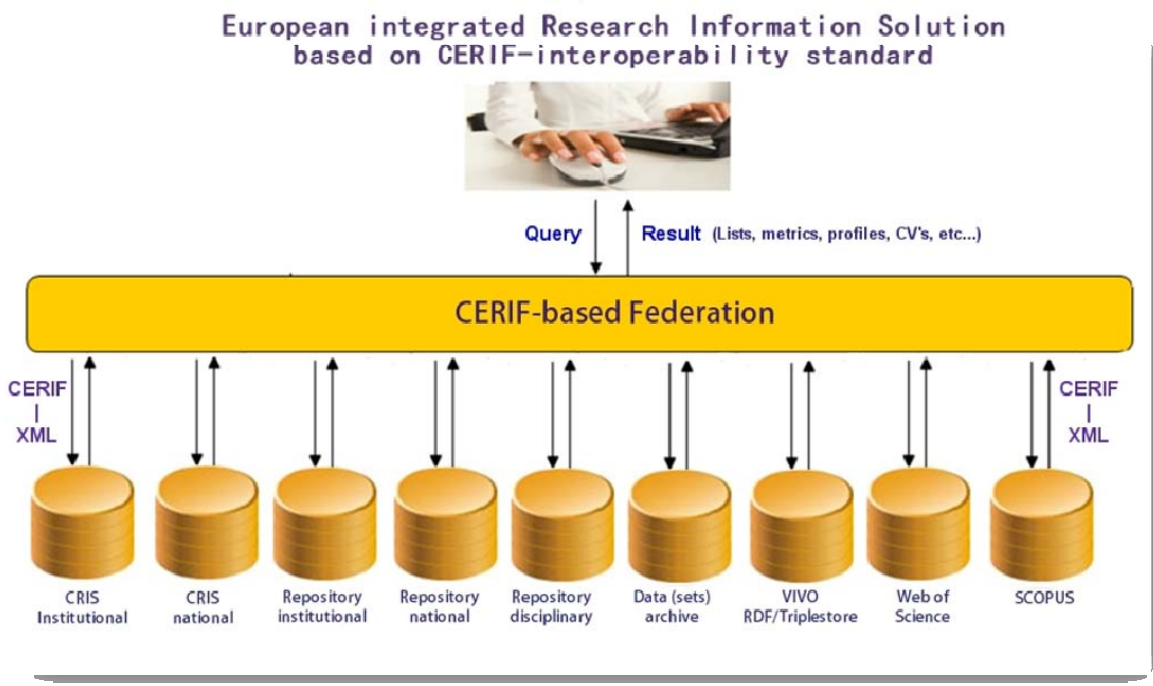 European integrated Research Information Solution
based on CERIF-interoperability standard
Query
Result (Lists, metrics, profiles, CV's, etc...)
CERIF-based Federation
CERIF
|
XML
CERIF
|
XML
CRIS
Institutional
CRIS
national
Repository
institutional
Repository
national
Repository
disciplinary
Data (sets)
archive
VIVO
RDF/Triplestore
Web of
Science
SCOPUS